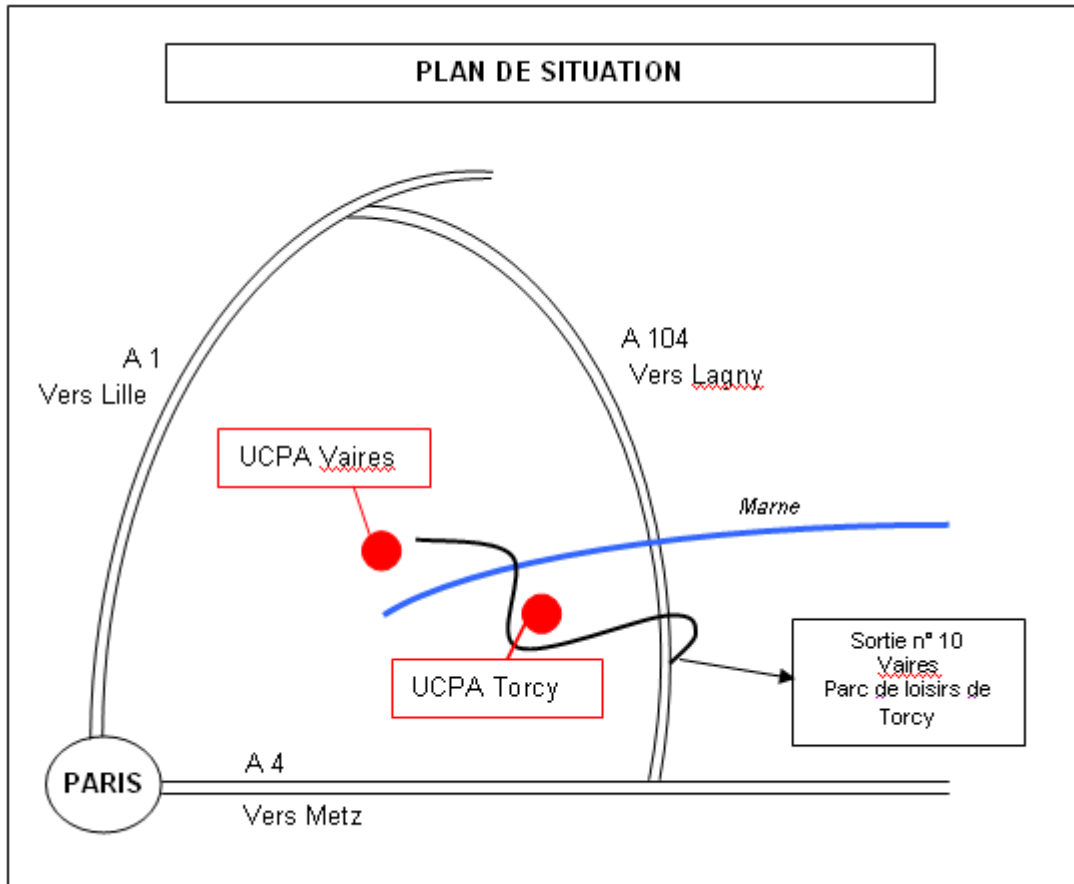 PLAN DE SITUATION
A 1
Vers Lille
A 104
Vers Lagny
UCPA Vaires
Marne
UCPA Torcy
Sortie n° 10
Vaires
Parc de loisirs de
Torcy
PARIS
A 4
Vers Metz